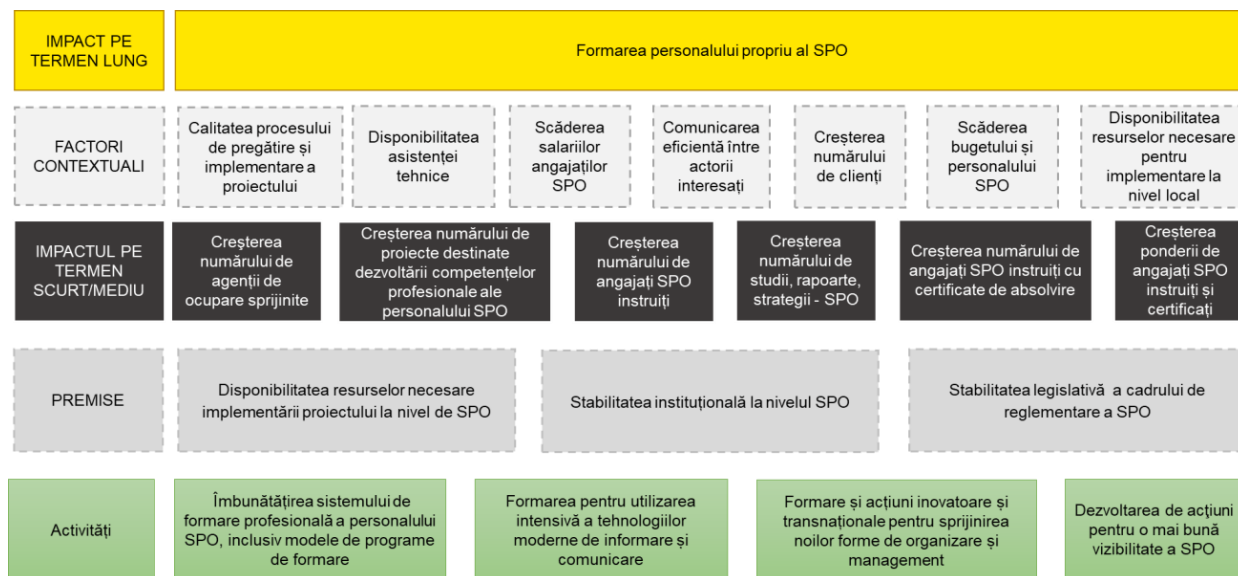 IMPACT PE
TERMEN LUNG
Formarea personalului propriu al SPO
FACTORI
CONTEXTUALI
Calitatea procesului
de pregătire și
implementare a
proiectului
Disponibilitatea
asistenței
tehnice
Scăderea
salariilor
angajaților
SPO
Comunicarea
eficientă între
actorii
interesați
Creșterea
numărului
de clienți
Scăderea
bugetului și
personalului
SPO
Disponibilitatea
resurselor necesare
pentru
implementare la
nivel local
IMPACTUL PE
TERMEN
SCURT/MEDIU
Creșterea
numărului de
agenții de
ocupare sprijinite
Creșterea numărului de
proiecte destinate
dezvoltării competențelor
profesionale ale
personalului SPO
Creșterea
numărului de
angajați SPO
instruiți
Creșterea
numărului de
studii, rapoarte,
strategii - SPO
Creșterea numărului de
angajați SPO instruiți cu
certificate de absolvire
Creșterea
ponderii de
angajați SPO
instruiți și
certificați
PREMISE
Disponibilitatea resurselor necesare
implementării proiectului la nivel de SPO
Stabilitatea instituțională la nivelul SPO
Stabilitatea legislativă a cadrului de
reglementare a SPO
Activități
Îmbunătățirea sistemului de
formare profesională a personalului
SPO, inclusiv modele de programe
de formare
Formarea pentru utilizarea
intensivă a tehnologiilor
moderne de informare și
comunicare
Formare și acțiuni inovatoare și
transnaționale pentru sprijinirea
noilor forme de organizare și
management
Dezvoltarea de acţiuni
pentru o mai bună
vizibilitate a SPO